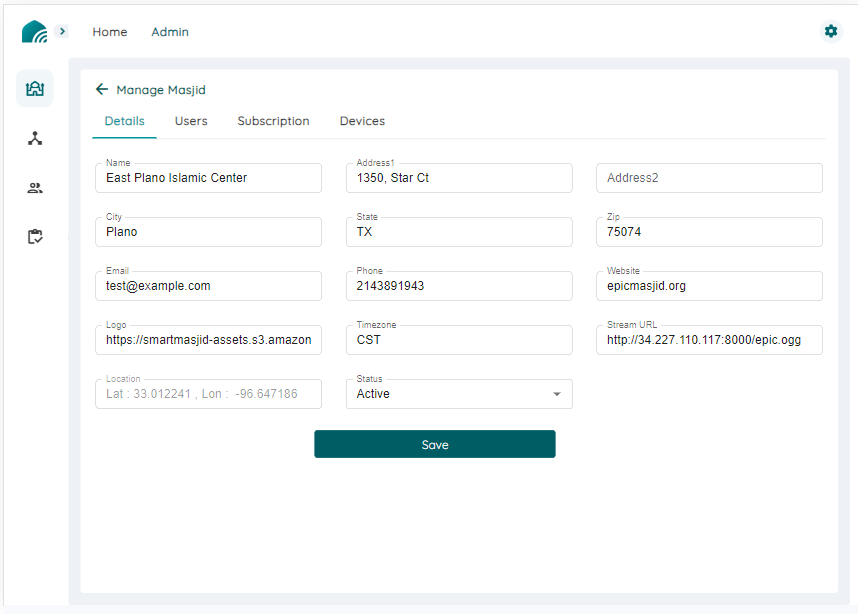 Home Admin
Manage Masjid
Details Users Subscription Devices
Name Address1
East Plano Islamic Center 1350, Star Ct Address2
City State Zip
Plano TX 75074
Email Phone Website
test@example.com 2143891943 epicmasjid.org
Logo Timezone Stream URL
https://smartmasjid-assets.s3.amazon CST http://34.227.110.117:8000/epic.ogg
Location Status
Lat : 33.012241 , Lon : -96.647186 Active
Save